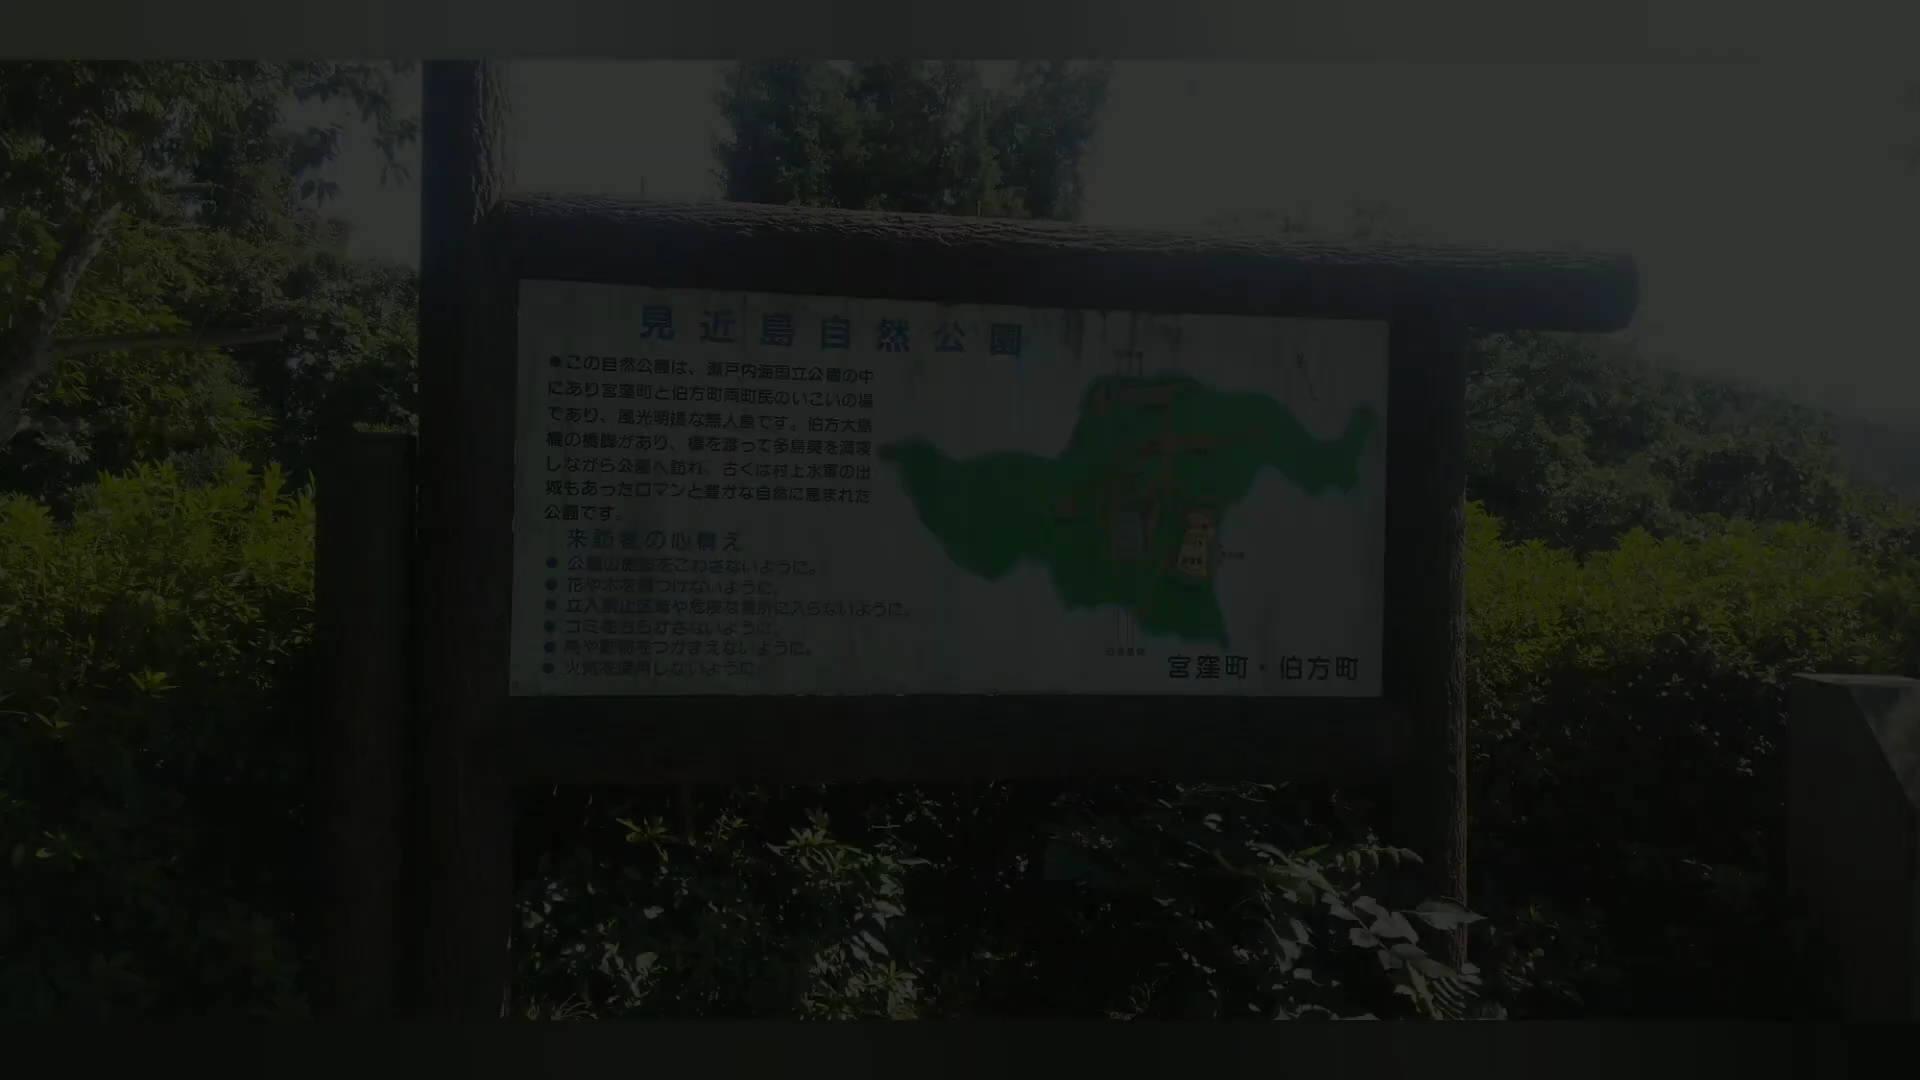 見近島自然公園
●この自然公園は、瀬戸内海国立公園の中
にあり宮窪町と伯方町両町民のいこいの場
であり、風光明媚な無人島です。伯方大島
橋の橋脚があり、橋を渡って多島美を満喫
しながら公園へ訪れ、古くは村上水軍の出
城もあったロマンと豊かな自然に恵まれた
公園です。
来訪者の心構え
●公園の施設をこわさないように。
●花や木を傷つけないように。
●立入禁止区域や危険な場所に入らないように。
●ゴミをちらかさないように。
●鳥や動物をつかまえないように。
●火気を使用しないように
宮窪町・伯方町